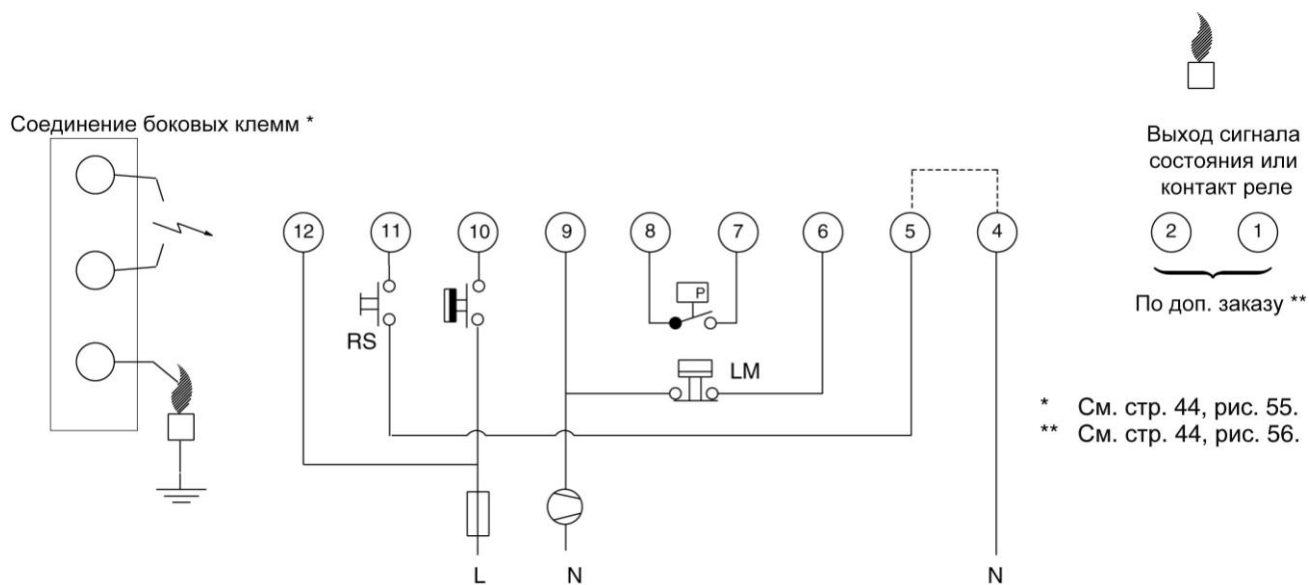 Соединение боковых клемм *
Выход сигнала
состояния или
контакт реле
12 11 10 9 8 7 6 5 4 2 1
P
RS
LM
По доп. заказу **
* См. стр. 44, рис. 55.
** См. стр. 44, рис. 56.
L N N